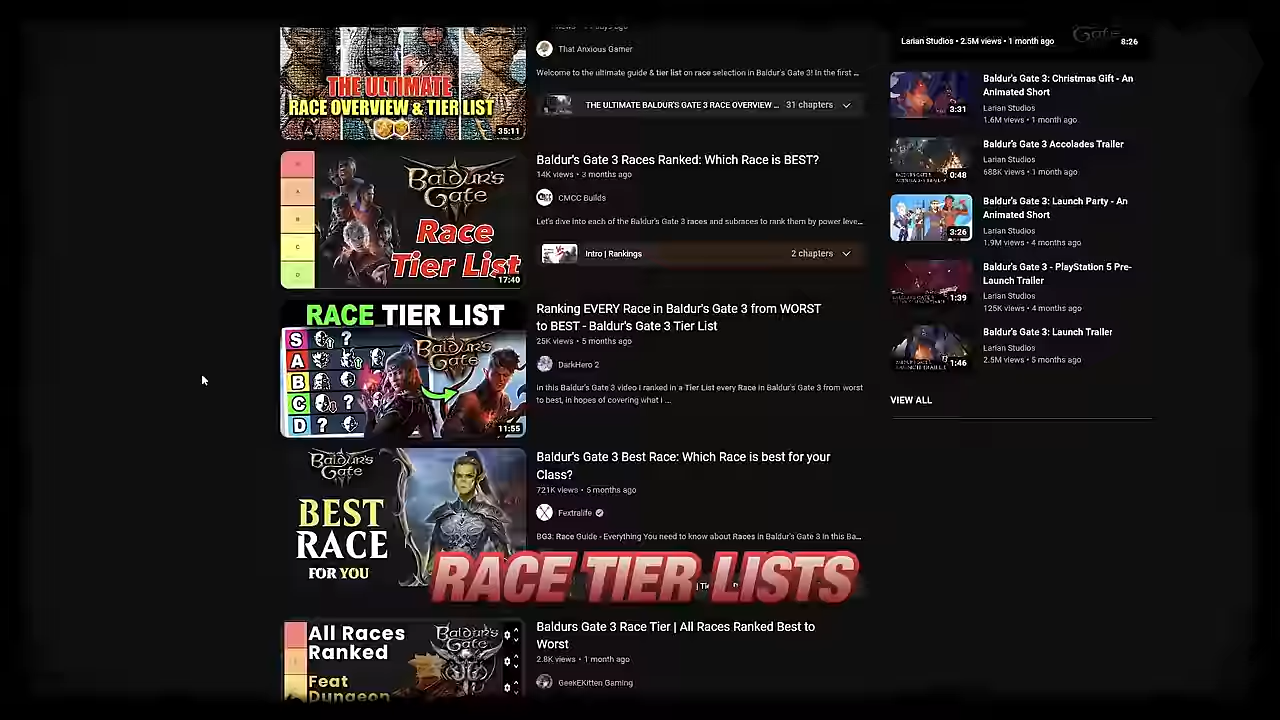 THE ULTIMATE
RACE OVERVIEW & TIER LIST
35:11
That Anxious Gamer
Welcome to the ultimate guide & tier list on race selection in Baldur's Gate 3! In the first ...
THE ULTIMATE BALDUR'S GATE 3 RACE OVERVIEW ...
31 chapters
A
B
C
D
BALDUR'S
GATE
Race
Tier List
17:40
Baldur's Gate 3 Races Ranked: Which Race is BEST?
14K views • 3 months ago
CMCC Builds
Let's dive into each of the Baldur's Gate 3 races and subraces to rank them by power leve...
Intro | Rankings
2 chapters
RACE TIER LIST
S ?
A
B
C ?
D ?
BALDUR'S
GATE
11:55
Ranking EVERY Race in Baldur's Gate 3 from WORST
to BEST - Baldur's Gate 3 Tier List
25K views • 5 months ago
DarkHero 2
In this Baldur's Gate 3 video I ranked in a Tier List every Race in Baldur's Gate 3 from worst
to best, in hopes of covering what I ...
BALDUR'S
GATE
BEST
RACE
FOR YOU
Baldur's Gate 3 Best Race: Which Race is best for your
Class?
721K views • 5 months ago
Fextralife
BG3: Race Guide - Everything You need to know about Races in Baldur's Gate 3 In this Ba...
RACE TIER LISTS
All Races
Ranked
Feat
Dungeon
BALDUR'S
GATE
Baldurs Gate 3 Race Tier | All Races Ranked Best to
Worst
2.8K views • 1 month ago
GeekEKitten Gaming
GATE
Larian Studios • 2.5M views • 1 month ago
8:26
3:31
Baldur's Gate 3: Christmas Gift - An
Animated Short
Larian Studios
1.6M views • 1 month ago
0:48
Baldur's Gate 3 Accolades Trailer
Larian Studios
688K views • 1 month ago
3:26
Baldur's Gate 3: Launch Party - An
Animated Short
Larian Studios
1.9M views • 4 months ago
1:39
Baldur's Gate 3 - PlayStation 5 Pre-
Launch Trailer
Larian Studios
125K views • 4 months ago
1:46
Baldur's Gate 3: Launch Trailer
Larian Studios
2.5M views • 5 months ago
VIEW ALL